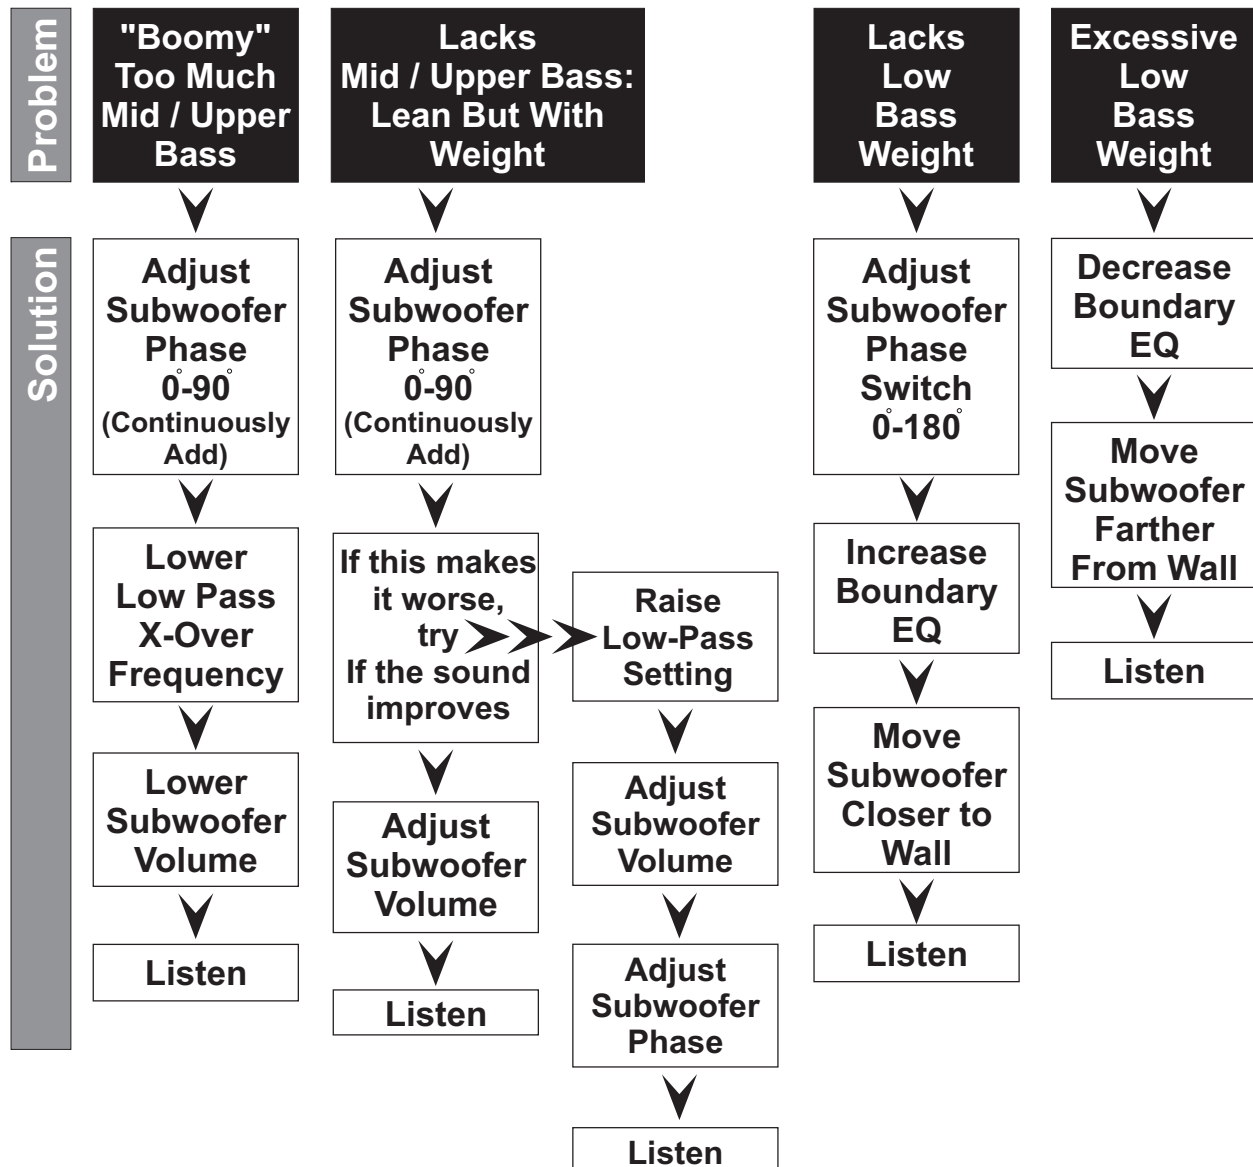 Problem
"Boomy"
Too Much
Mid / Upper
Bass
Lacks
Mid / Upper Bass:
Lean But With
Weight
Lacks
Low
Bass
Weight
Excessive
Low
Bass
Weight
Solution
Adjust
Subwoofer
Phase
0°-90°
(Continuously
Add)
Lower
Low Pass
X-Over
Frequency
Lower
Subwoofer
Volume
Listen
Adjust
Subwoofer
Phase
0°-90°
(Continuously
Add)
If this makes
it worse,
try
If the sound
improves
Adjust
Subwoofer
Volume
Listen
Raise
Low-Pass
Setting
Adjust
Subwoofer
Volume
Adjust
Subwoofer
Phase
Listen
Adjust
Subwoofer
Phase
Switch
0°-180°
Increase
Boundary
EQ
Move
Subwoofer
Closer to
Wall
Listen
Decrease
Boundary
EQ
Move
Subwoofer
Farther
From Wall
Listen